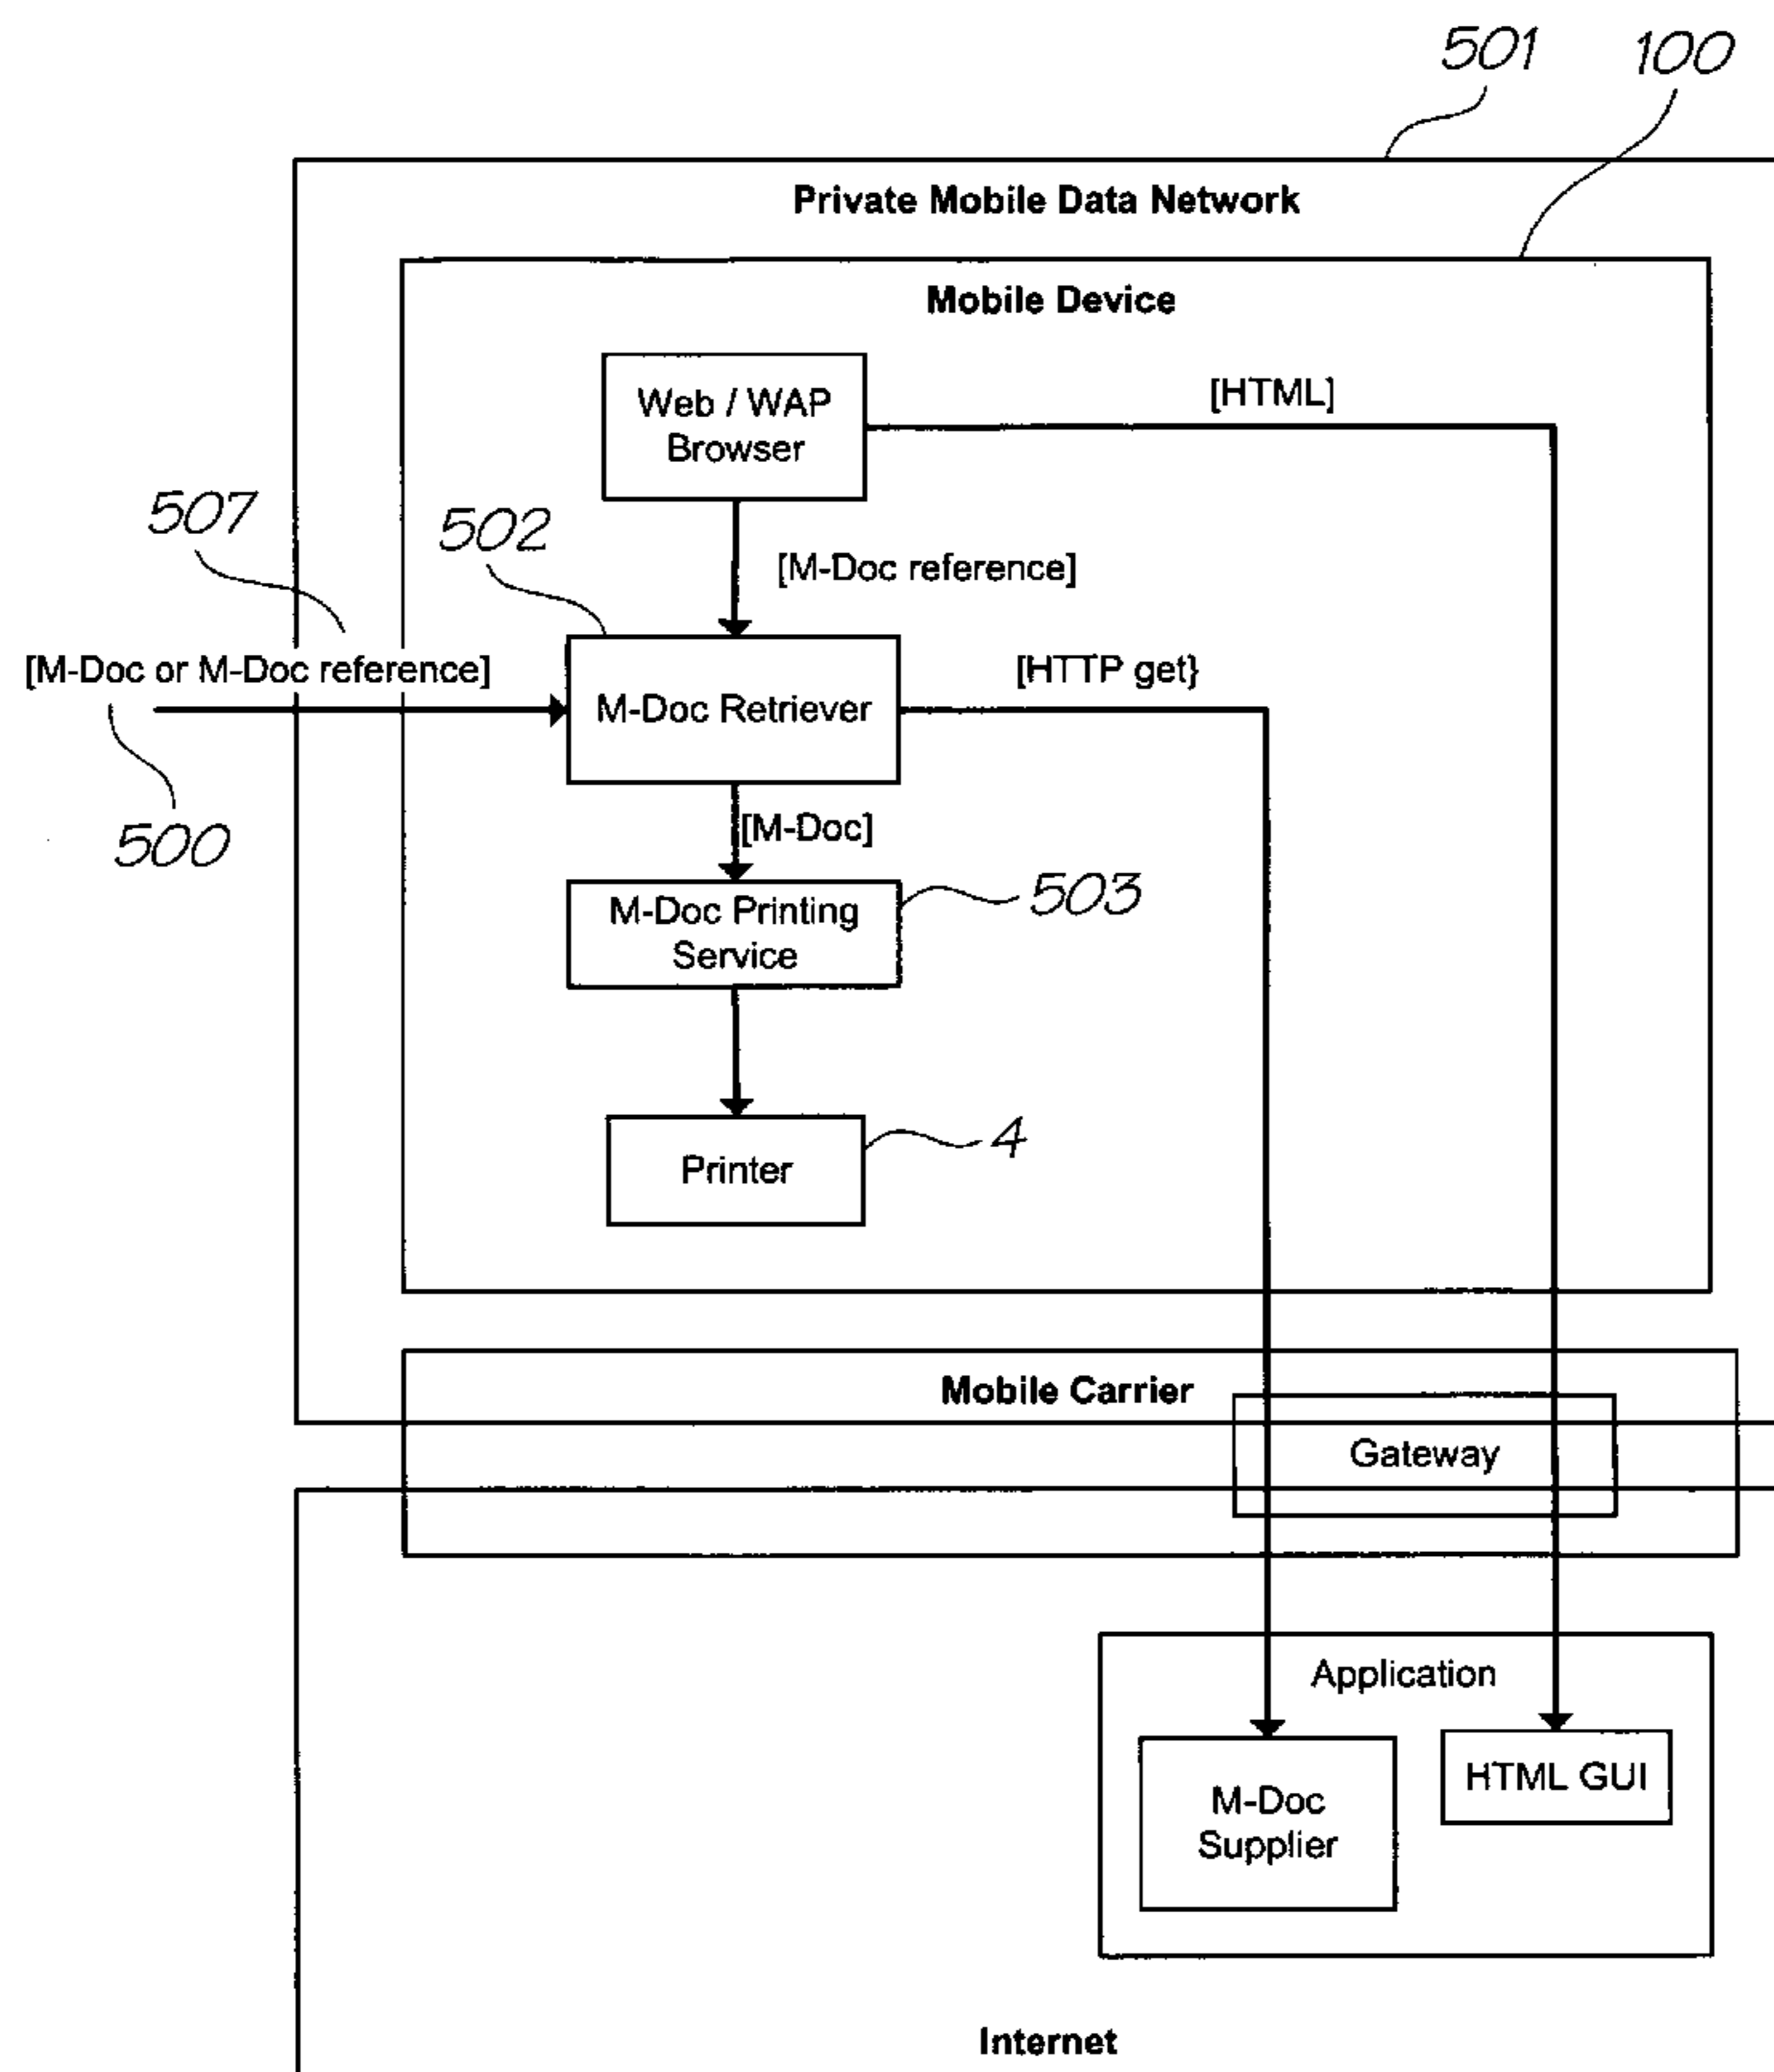 501
100
Private Mobile Data Network
Mobile Device
Web / WAP
Browser
[HTML]
507
502
[M-Doc reference]
[M-Doc or M-Doc reference]
M-Doc Retriever
[HTTP get}
500
[M-Doc]
M-Doc Printing
Service
503
Printer
4
Mobile Carrier
Gateway
Application
M-Doc
Supplier
HTML GUI
Internet